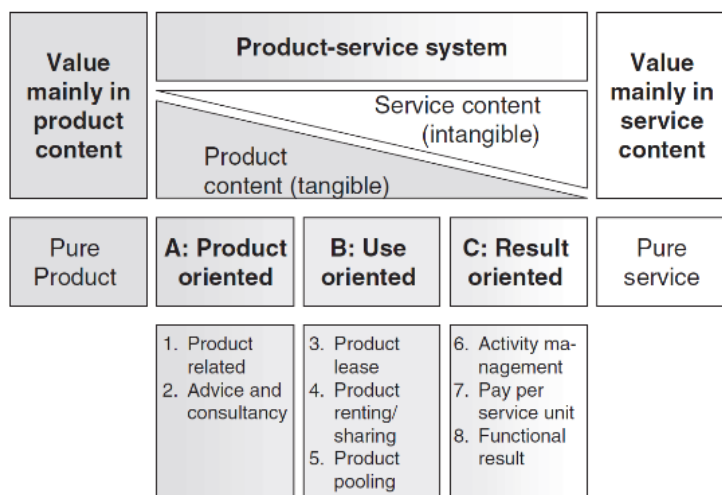 Value
mainly in
product
content
Product-service system
Service content
(intangible)
Product
content (tangible)
Value
mainly in
service
content
Pure
Product
A: Product
oriented
B: Use
oriented
C: Result
oriented
Pure
service
1. Product
related
2. Advice and
consultancy
3. Product
lease
4. Product
renting/
sharing
5. Product
pooling
6. Activity ma-
nagement
7. Pay per
service unit
8. Functional
result